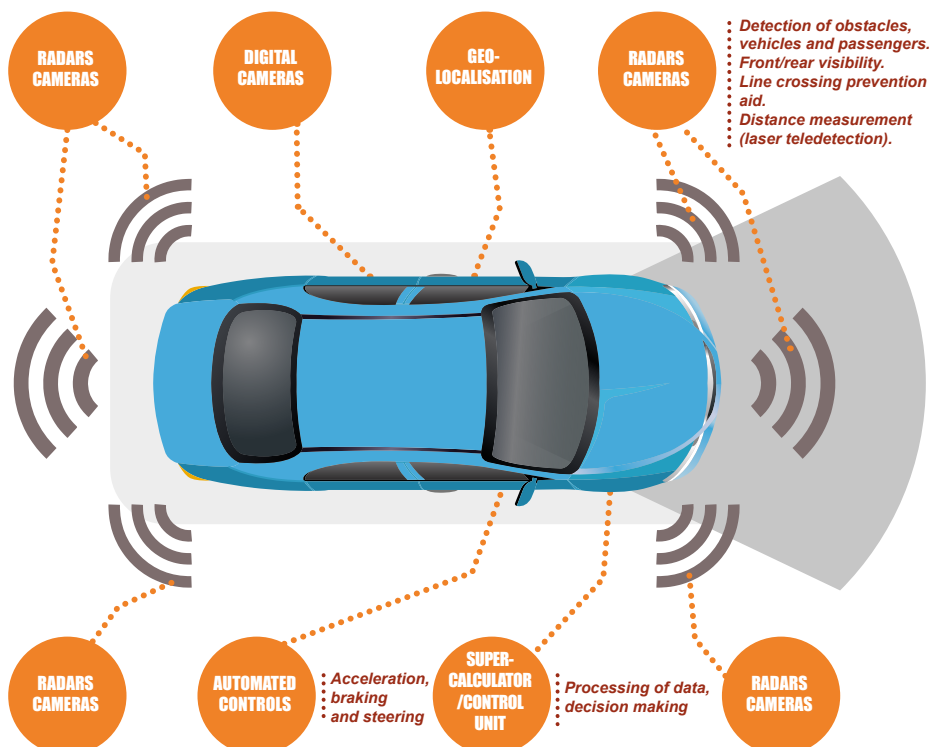 RADARS
CAMERAS
DIGITAL
CAMERAS
GEO-
LOCALISATION
RADARS
CAMERAS
Detection of obstacles,
vehicles and passengers.
Front/rear visibility.
Line crossing prevention
aid.
Distance measurement
(laser teledetection).
RADARS
CAMERAS
AUTOMATED
CONTROLS
Acceleration,
braking
and steering
SUPER-
CALCULATOR
/CONTROL
UNIT
Processing of data,
decision making
RADARS
CAMERAS